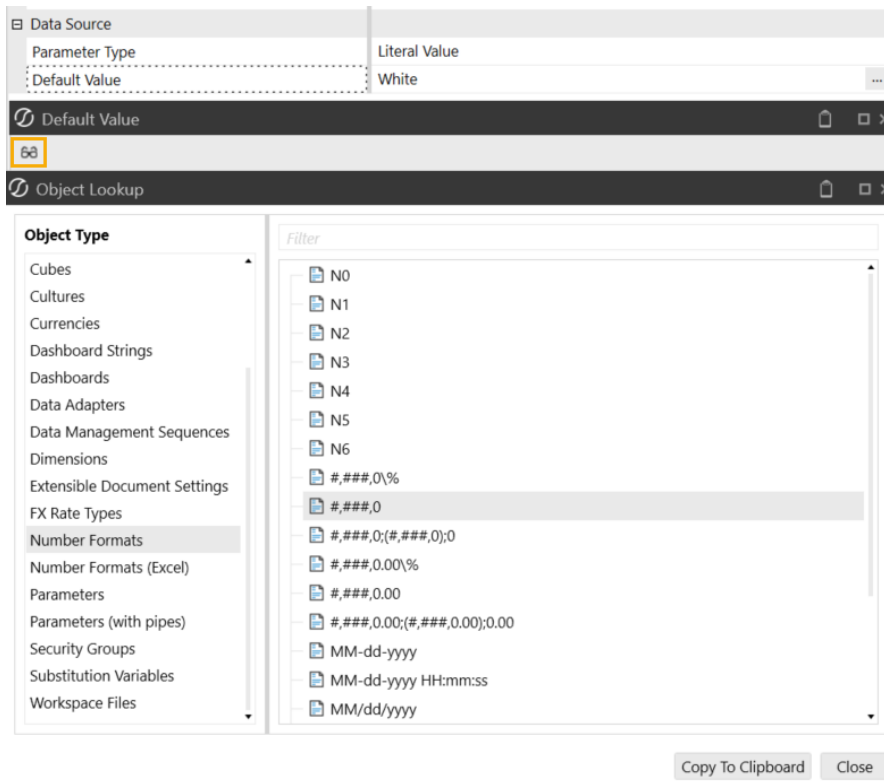 Data Source
Parameter Type Literal Value
Default Value White ...
Default Value
Object Lookup
Object Type
Filter
Cubes
Cultures
Currencies
Dashboard Strings
Dashboards
Data Adapters
Data Management Sequences
Dimensions
Extensible Document Settings
FX Rate Types
Number Formats
Number Formats (Excel)
Parameters
Parameters (with pipes)
Security Groups
Substitution Variables
Workspace Files
N0
N1
N2
N3
N4
N5
N6
#,###,0\%
#,###,0
#,###,0;(#,###,0);0
#,###,0.00\%
#,###,0.00
#,###,0.00;(#,###,0.00);0.00
MM-dd-yyyy
MM-dd-yyyy HH:mm:ss
MM/dd/yyyy
Copy To Clipboard
Close